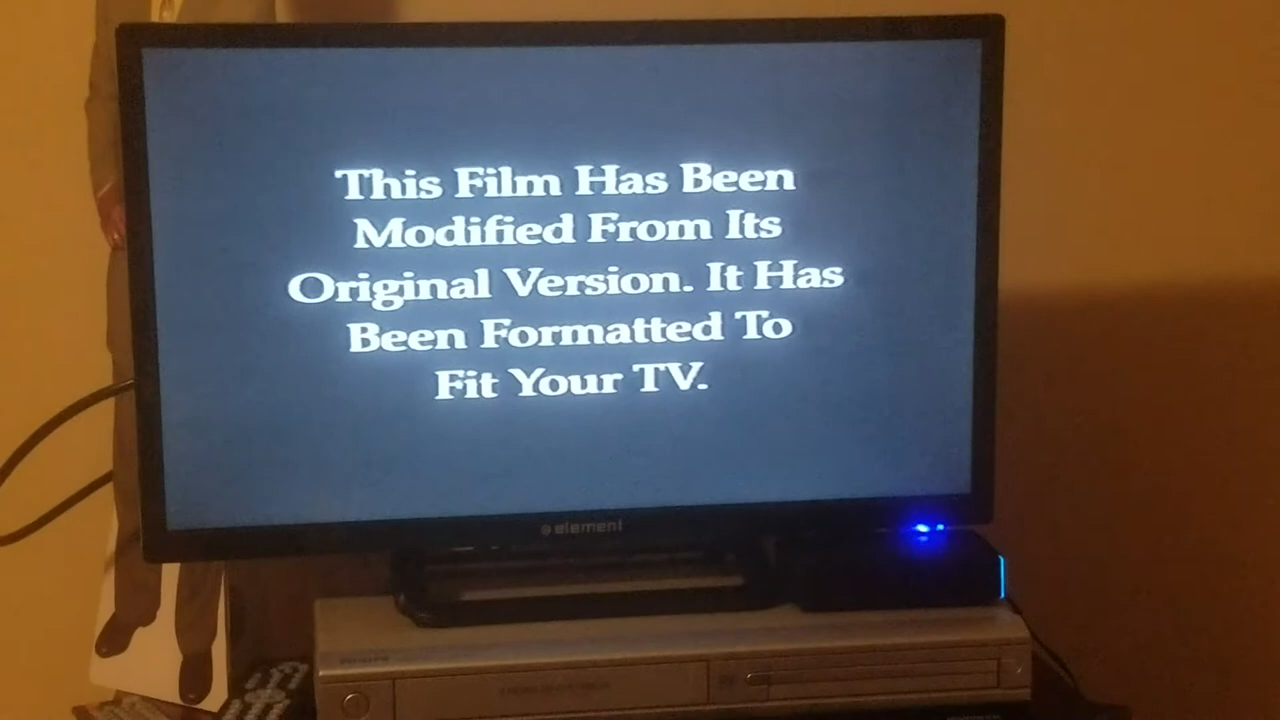 This Film Has Been
Modified From Its
Original Version. It Has
Been Formatted To
Fit Your TV.
element